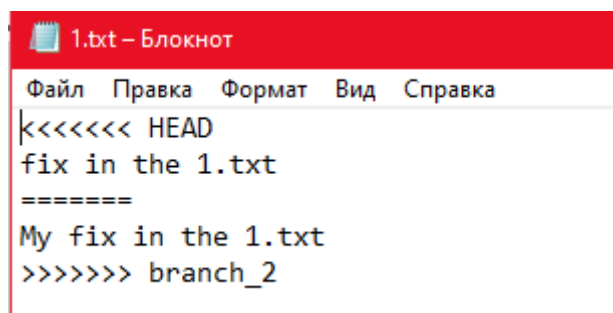 1.txt – Блокнот
Файл Правка Формат Вид Справка
<<<<<<< HEAD
fix in the 1.txt
=======
My fix in the 1.txt
>>>>>>> branch_2